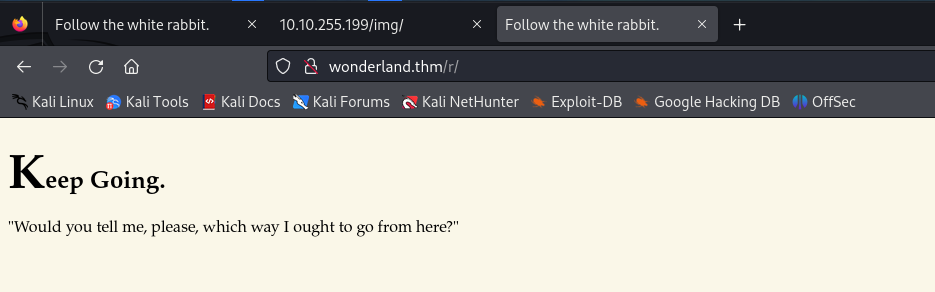 Follow the white rabbit. 10.10.255.199/img/ Follow the white rabbit.
wonderland.thm/r/
Kali Linux Kali Tools Kali Docs Kali Forums Kali NetHunter Exploit-DB Google Hacking DB OffSec
Keep Going.
"Would you tell me, please, which way I ought to go from here?"